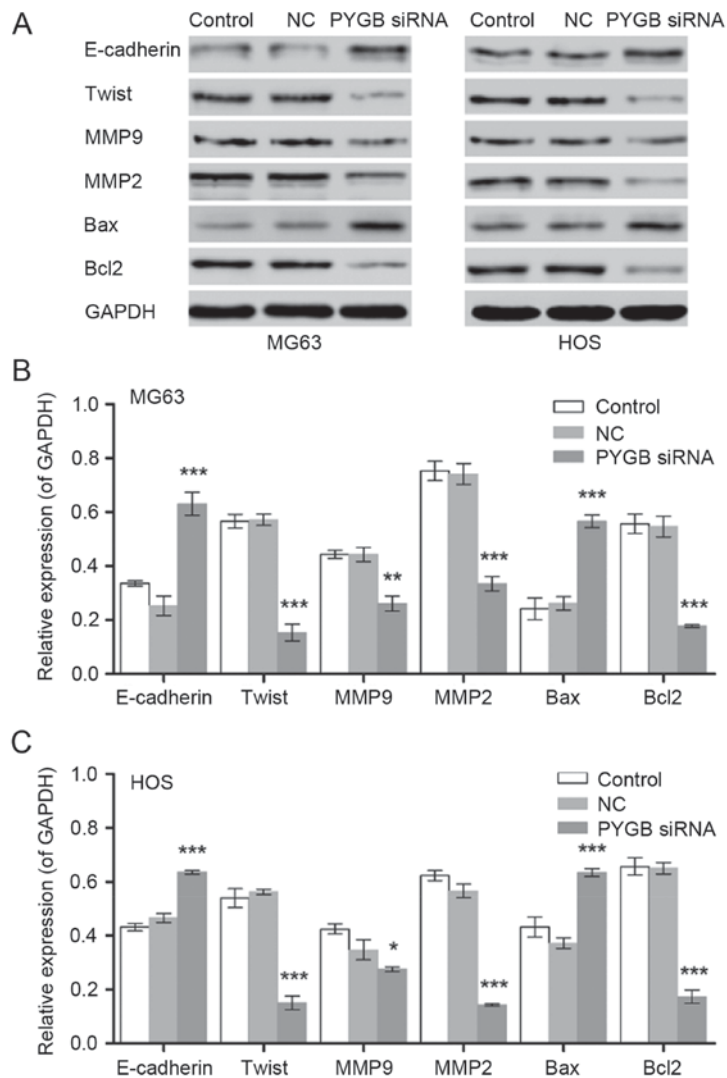 A
Control NC PYGB siRNA Control NC PYGB siRNA
E-cadherin
Twist
MMP9
MMP2
Bax
Bcl2
GAPDH
MG63 HOS
B
MG63
Relative expression (of GAPDH)
1.0
0.8
0.6
0.4
0.2
0.0
Control
NC
PYGB siRNA
***
***
**
***
***
***
E-cadherin Twist MMP9 MMP2 Bax Bcl2
C
HOS
Relative expression (of GAPDH)
1.0
0.8
0.6
0.4
0.2
0.0
Control
NC
PYGB siRNA
***
***
*
***
***
***
E-cadherin Twist MMP9 MMP2 Bax Bcl2